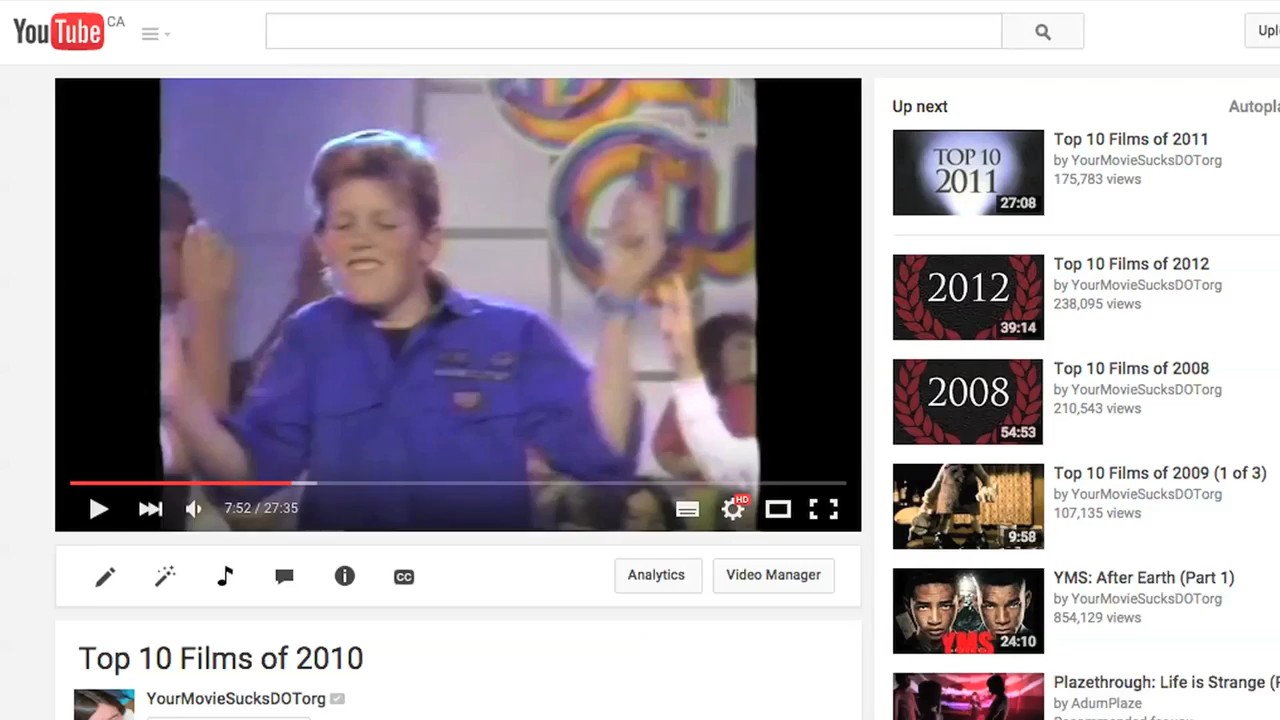 YouTube CA
Upl
Up next
Autopla
TOP 10
2011
27:08
Top 10 Films of 2011
by YourMovieSucksDOTorg
175,783 views
2012
39:14
Top 10 Films of 2012
by YourMovieSucksDOTorg
238,095 views
2008
54:53
Top 10 Films of 2008
by YourMovieSucksDOTorg
210,543 views
9:58
Top 10 Films of 2009 (1 of 3)
by YourMovieSucksDOTorg
107,135 views
YMS
24:10
YMS: After Earth (Part 1)
by YourMovieSucksDOTorg
854,129 views
Plazethrough: Life is Strange (P
by AdumPlaze
7:52 / 27:35
HD
CC
Analytics
Video Manager
Top 10 Films of 2010
YourMovieSucksDOTorg